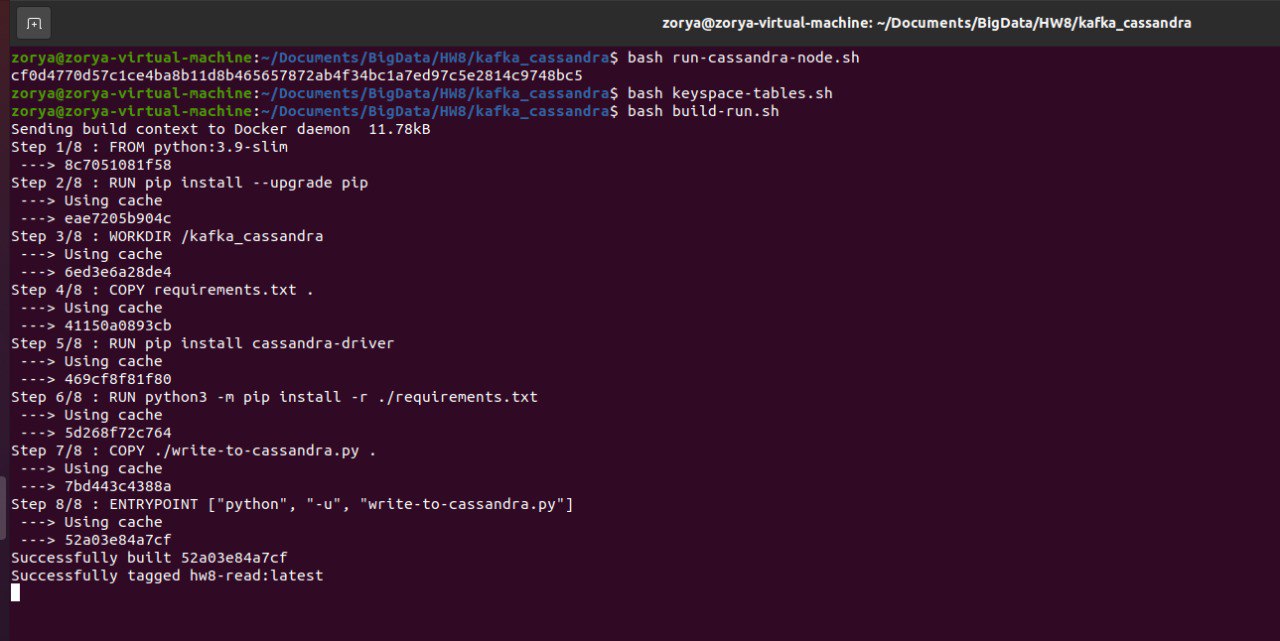 zorya@zorya-virtual-machine: ~/Documents/BigData/HW8/kafka_cassandra
zorya@zorya-virtual-machine:~/Documents/BigData/HW8/kafka_cassandra$ bash run-cassandra-node.sh
cf0d4770d57c1ce4ba8b11d8b465657872ab4f34bc1a7ed97c5e2814c9748bc5
zorya@zorya-virtual-machine:~/Documents/BigData/HW8/kafka_cassandra$ bash keyspace-tables.sh
zorya@zorya-virtual-machine:~/Documents/BigData/HW8/kafka_cassandra$ bash build-run.sh
Sending build context to Docker daemon  11.78kB
Step 1/8 : FROM python:3.9-slim
 ---> 8c7051081f58
Step 2/8 : RUN pip install --upgrade pip
 ---> Using cache
 ---> eae7205b904c
Step 3/8 : WORKDIR /kafka_cassandra
 ---> Using cache
 ---> 6ed3e6a28de4
Step 4/8 : COPY requirements.txt .
 ---> Using cache
 ---> 41150a0893cb
Step 5/8 : RUN pip install cassandra-driver
 ---> Using cache
 ---> 469cf8f81f80
Step 6/8 : RUN python3 -m pip install -r ./requirements.txt
 ---> Using cache
 ---> 5d268f72c764
Step 7/8 : COPY ./write-to-cassandra.py .
 ---> Using cache
 ---> 7bd443c4388a
Step 8/8 : ENTRYPOINT ["python", "-u", "write-to-cassandra.py"]
 ---> Using cache
 ---> 52a03e84a7cf
Successfully built 52a03e84a7cf
Successfully tagged hw8-read:latest